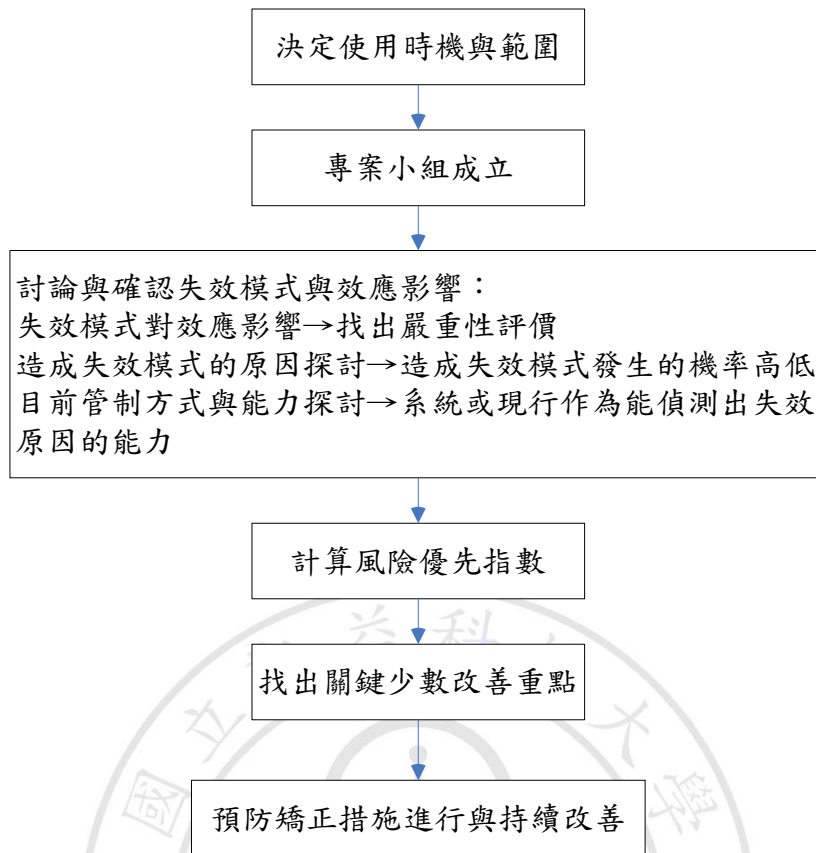 決定使用時機與範圍
專案小組成立
討論與確認失效模式與效應影響：
失效模式對效應影響→找出嚴重性評價
造成失效模式的原因探討→造成失效模式發生的機率高低
目前管制方式與能力探討→系統或現行作為能偵測出失效
原因的能力
計算風險優先指數
找出關鍵少數改善重點
預防矯正措施進行與持續改善
國立 益科 大學